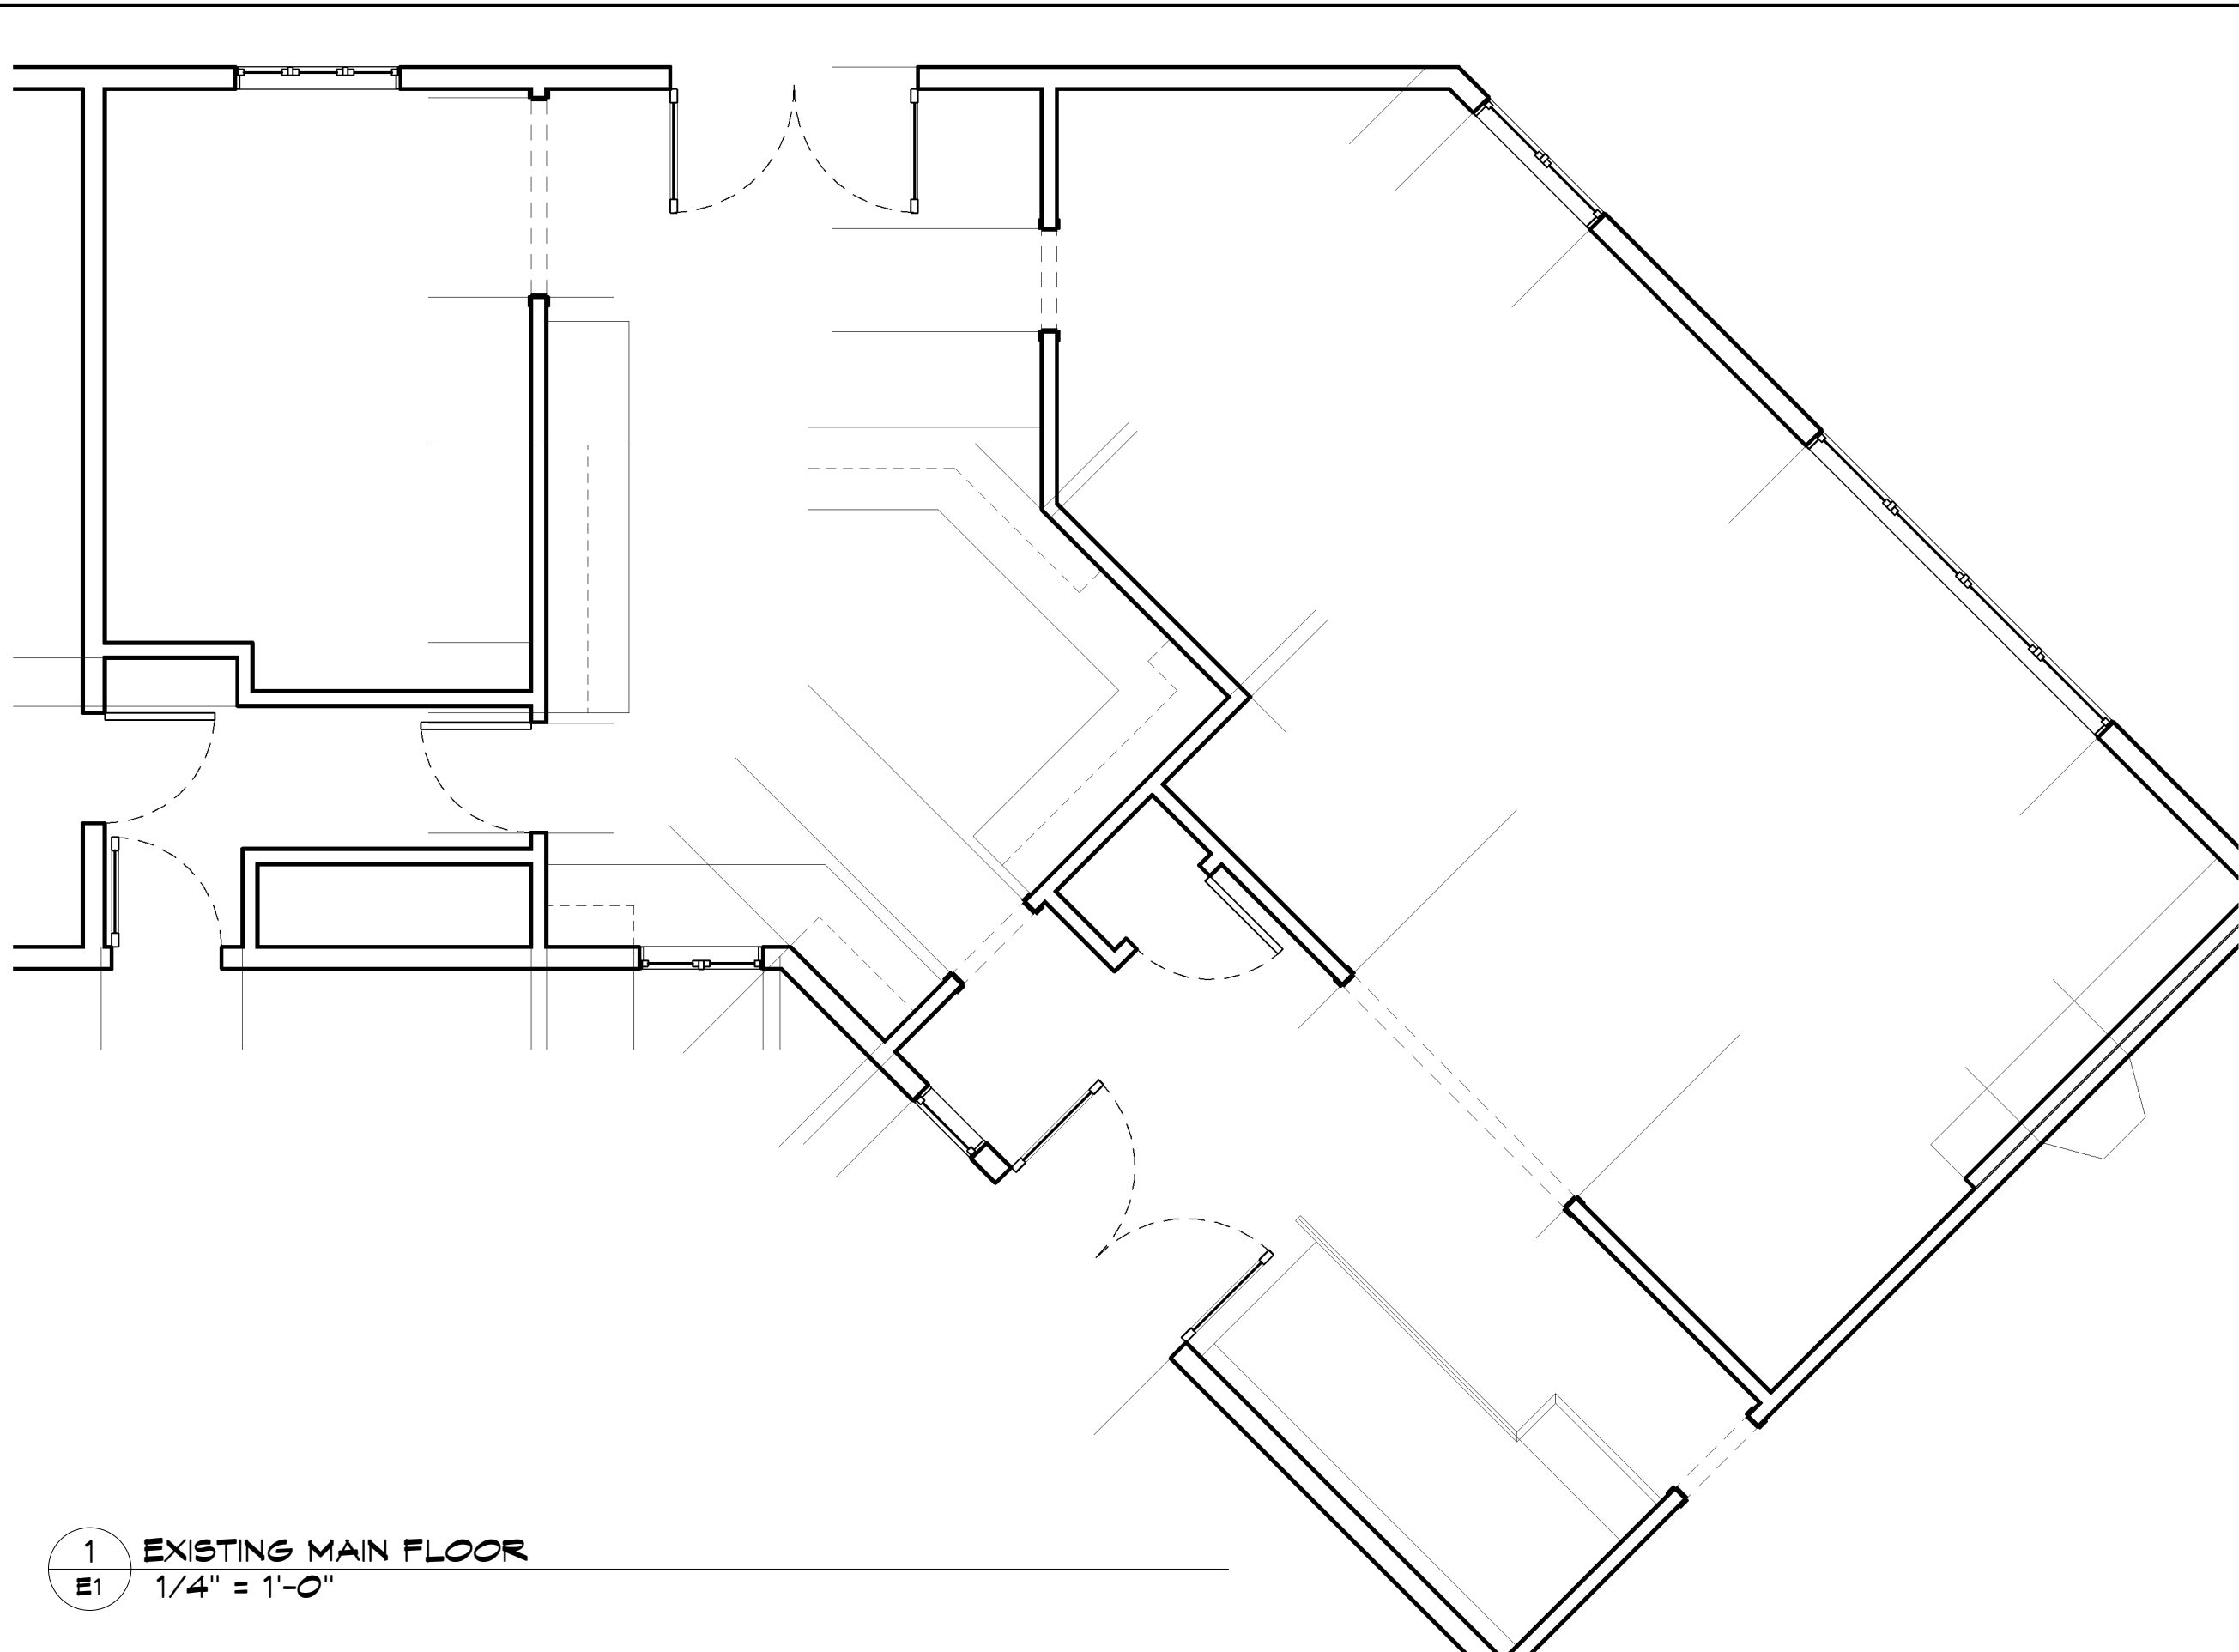 1
EXISTING MAIN FLOOR
E1
1/4" = 1'-0"